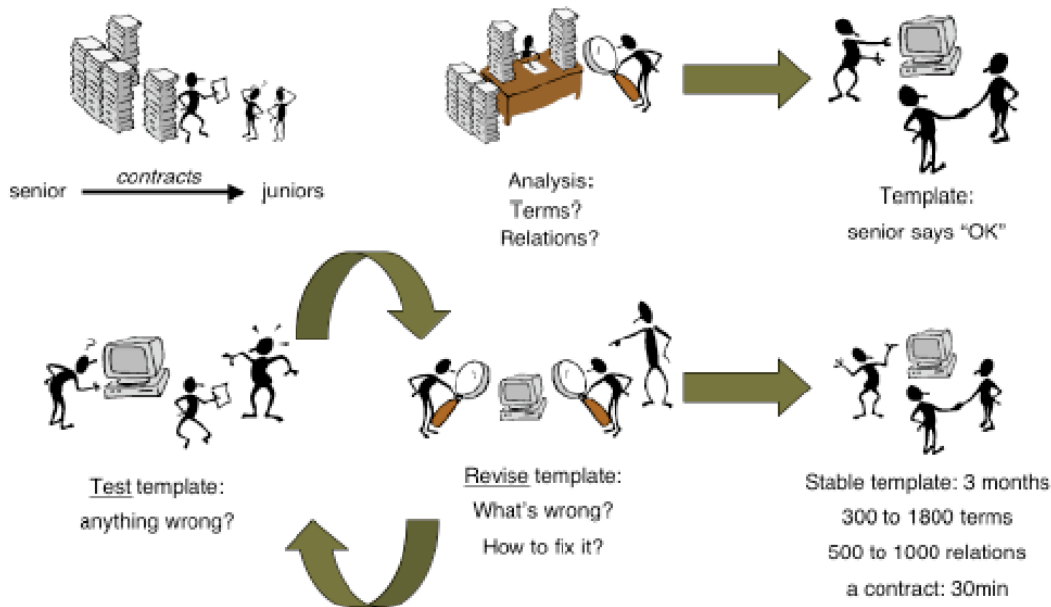 contracts
senior
juniors
Analysis:
Terms?
Relations?
Template:
senior says “OK”
?
Test template:
anything wrong?
Revise template:
What's wrong?
How to fix it?
Stable template: 3 months
300 to 1800 terms
500 to 1000 relations
a contract: 30min